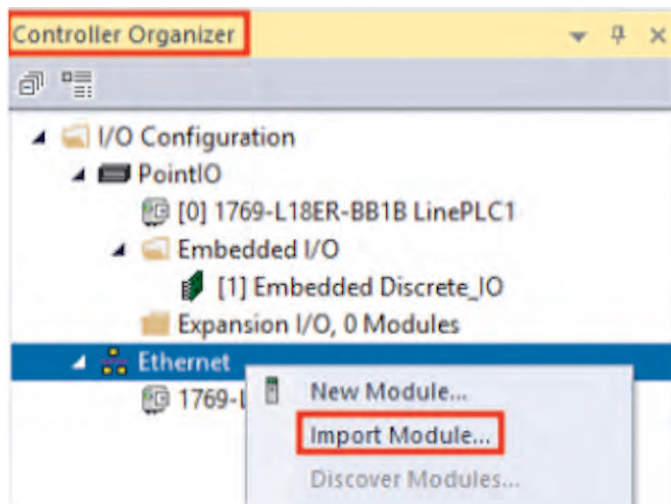 Controller Organizer
I/O Configuration
PointIO
[0] 1769-L18ER-BB1B LinePLC1
Embedded I/O
[1] Embedded Discrete_IO
Expansion I/O, 0 Modules
Ethernet
1769-L
New Module...
Import Module...
Discover Modules...